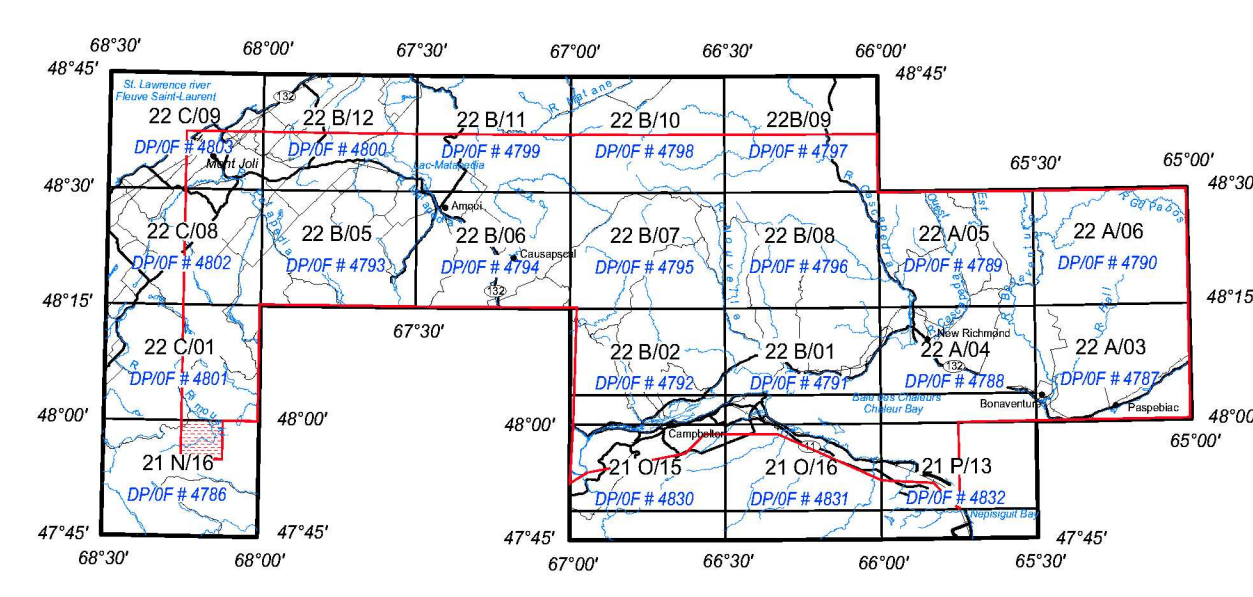 68°30'
68°00'
67°30'
67°00'
66°30'
66°00'
48°45'
48°45'
St. Lawrence river
Fleuve Saint-Laurent
132
R Matane
22 C/09
22 B/12
22 B/11
22 B/10
22B/09
DP/0F # 4803
DP/0F # 4800
DP/0F # 4799
DP/0F # 4798
DP/0F # 4797
Mont Joli
Lac-Matapedia
65°30'
65°00'
48°30'
48°30'
Amqui
R Cascapedia
Ouest
Est
R Gd Pabos
22 C/08
22 B/05
22 B/06
22 B/07
22 B/08
22 A/05
22 A/06
Causapscal
DP/0F # 4802
DP/0F # 4793
DP/0F # 4794
DP/0F # 4795
DP/0F # 4796
DP/0F # 4789
DP/0F # 4790
132
R Hall
48°15'
48°15'
67°30'
New Richmond
22 C/01
22 B/02
22 B/01
22 A/04
22 A/03
132
DP/0F # 4801
DP/0F # 4792
DP/0F # 4791
DP/0F # 4788
DP/0F # 4787
Baie des Chaleurs
Chaleur Bay
Bonaventure
Paspebiac
48°00'
48°00'
48°00'
48°00'
65°00'
Campbellton
11
21 N/16
21 O/15
21 O/16
21 P/13
DP/0F # 4786
DP/0F # 4830
DP/0F # 4831
DP/0F # 4832
Nepisiguit Bay
47°45'
47°45'
47°45'
47°45'
68°30'
68°00'
67°00'
66°30'
66°00'
65°30'